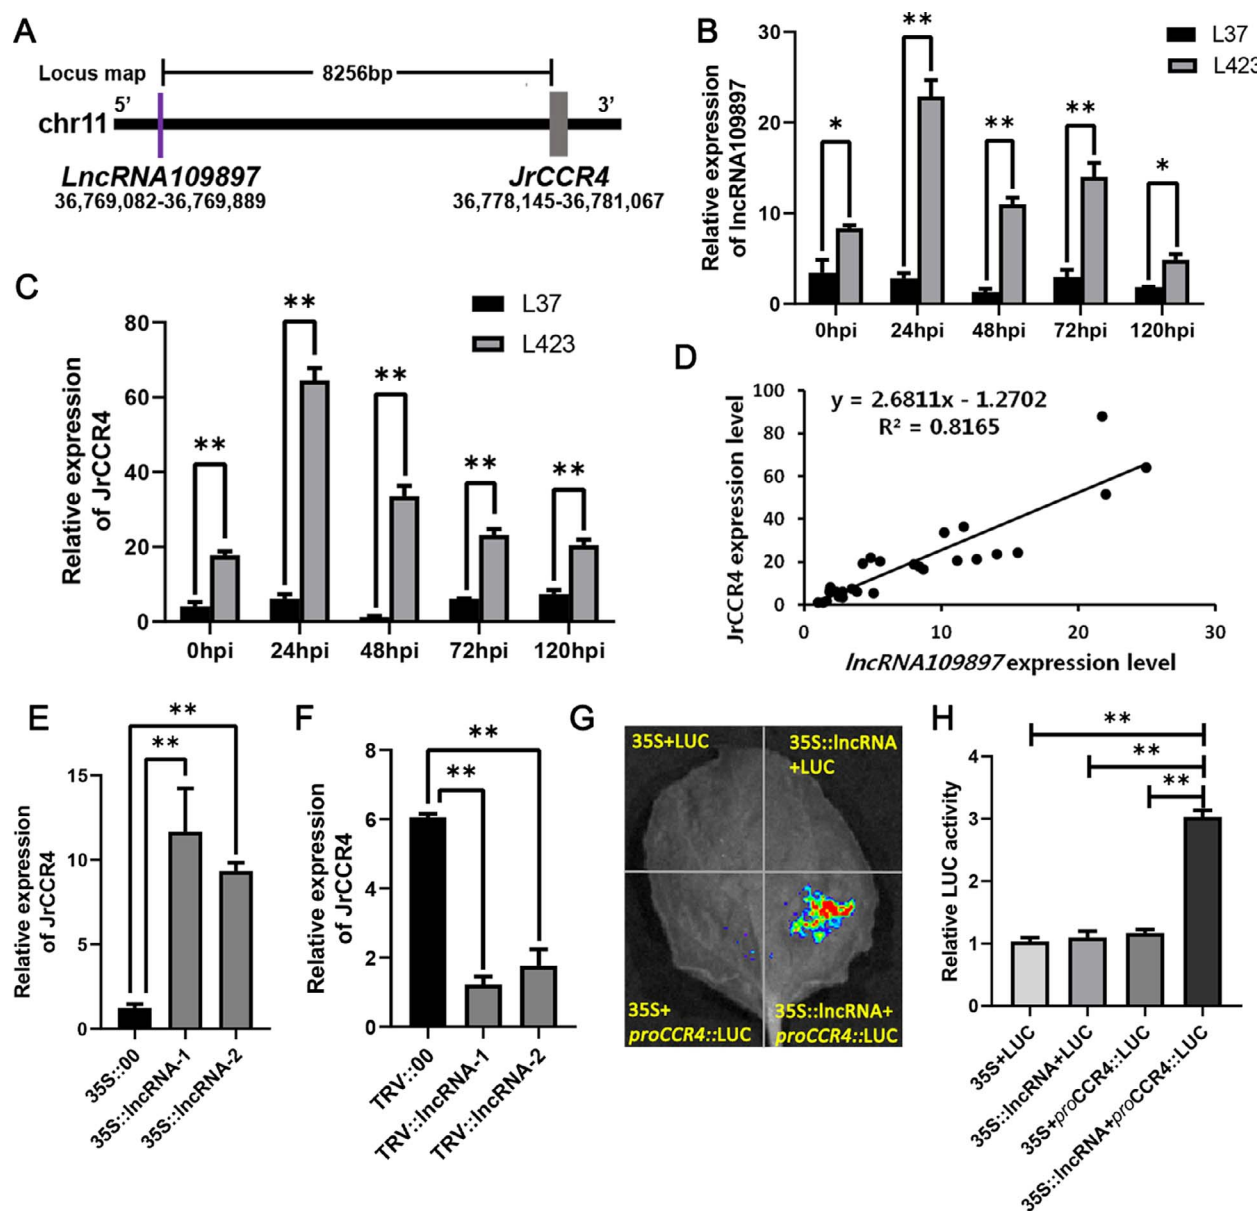 A
Locus map
8256bp
5’
3’
chr11
LncRNA109897
JrCCR4
36,769,082-36,769,889
36,778,145-36,781,067
B
Relative expression
of lncRNA109897
30
20
10
0
**
*
**
**
*
L37
L423
0hpi
24hpi
48hpi
72hpi
120hpi
C
Relative expression
of JrCCR4
80
60
40
20
0
**
**
**
**
**
L37
L423
0hpi
24hpi
48hpi
72hpi
120hpi
D
JrCCR4 expression level
100
80
60
40
20
0
y = 2.6811x - 1.2702
R² = 0.8165
0
10
20
30
lncRNA109897 expression level
E
Relative expression
of JrCCR4
15
10
5
0
**
**
35S::00
35S::lncRNA-1
35S::lncRNA-2
F
Relative expression
of JrCCR4
8
6
4
2
0
**
**
TRV::00
TRV::lncRNA-1
TRV::lncRNA-2
G
35S+LUC
35S::lncRNA
+LUC
35S+
proCCR4::LUC
35S::lncRNA+
proCCR4::LUC
H
Relative LUC activity
4
3
2
1
0
**
**
**
35S+LUC
35S::lncRNA+LUC
35S+proCCR4::LUC
35S::lncRNA+proCCR4::LUC